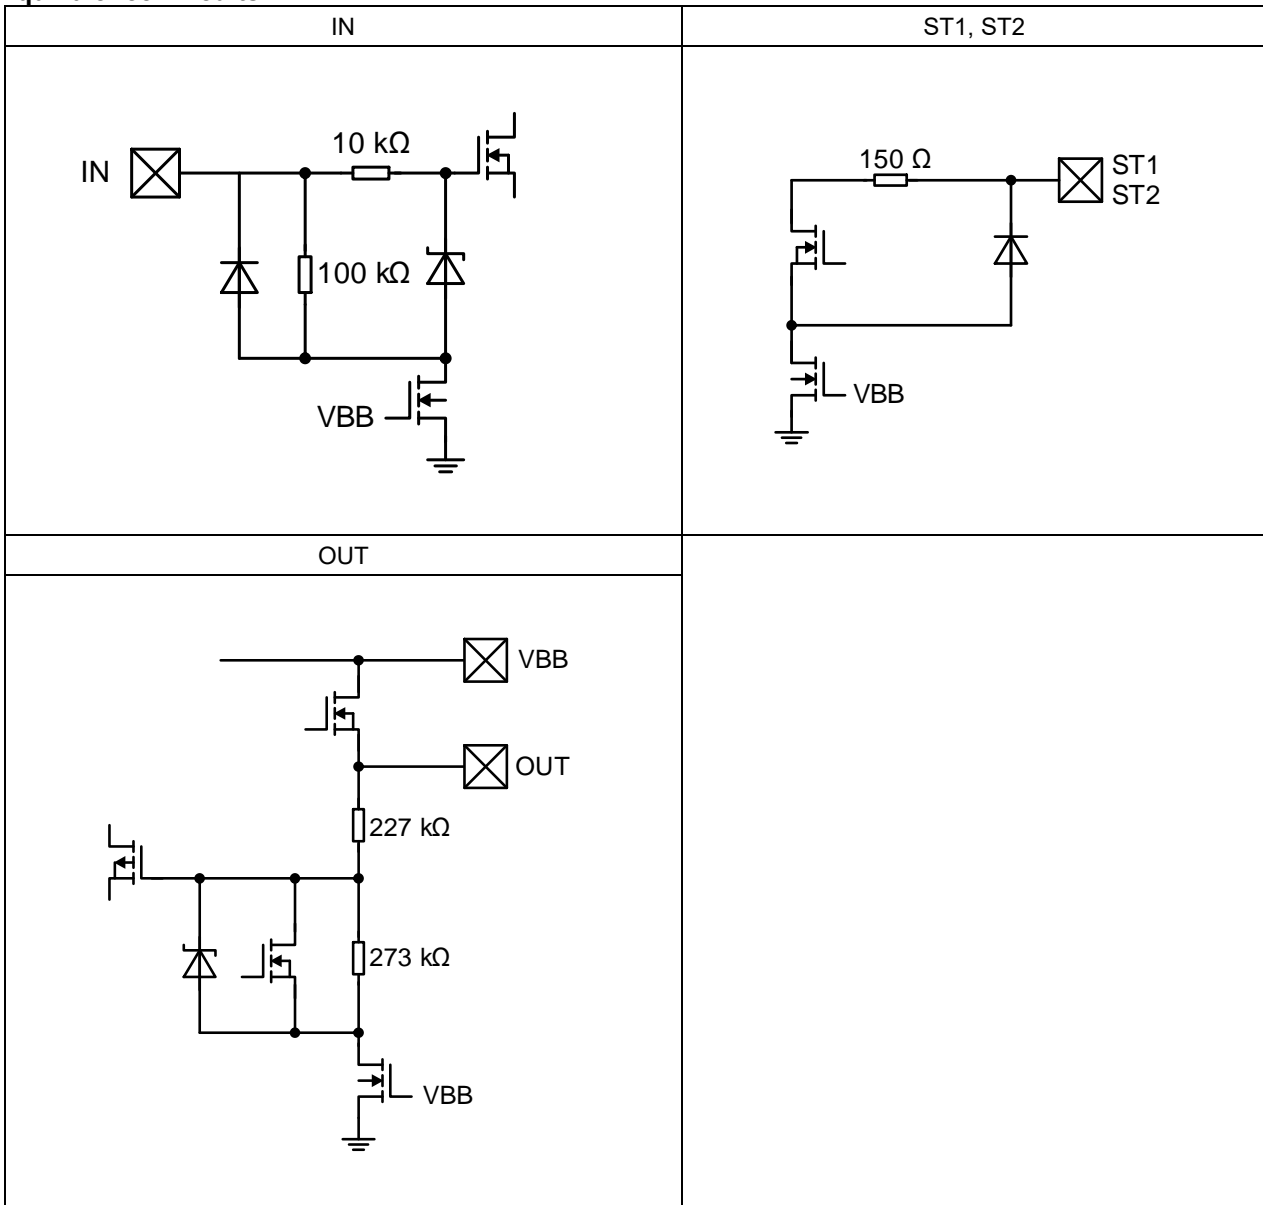 IN
ST1, ST2
IN
10 kΩ
100 kΩ
VBB
150 Ω
ST1
ST2
VBB
OUT
VBB
OUT
227 kΩ
273 kΩ
VBB